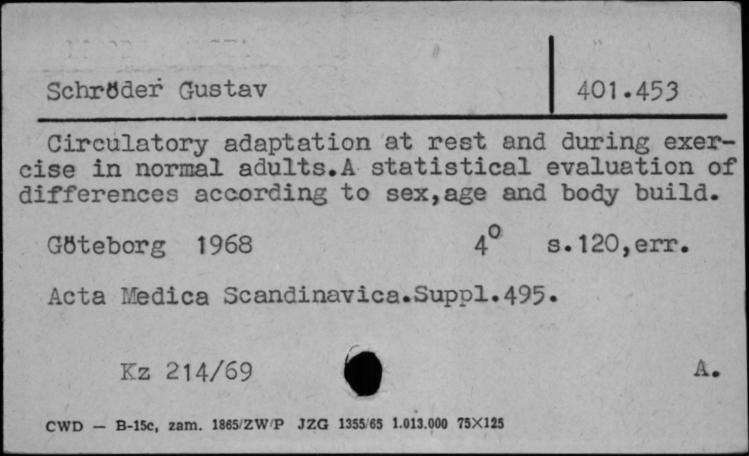 Schröder Gustav 401.453
Circulatory adaptation at rest and during exer-
cise in normal adults.A statistical evaluation of
differences according to sex,age and body build.
Göteborg 1968 4° s.120,err.
Acta Medica Scandinavica.Suppl.495.
Kz 214/69 A.
CWD — B-15c, zam. 1865/ZW/P JZG 1355/65 1.013.000 75X125